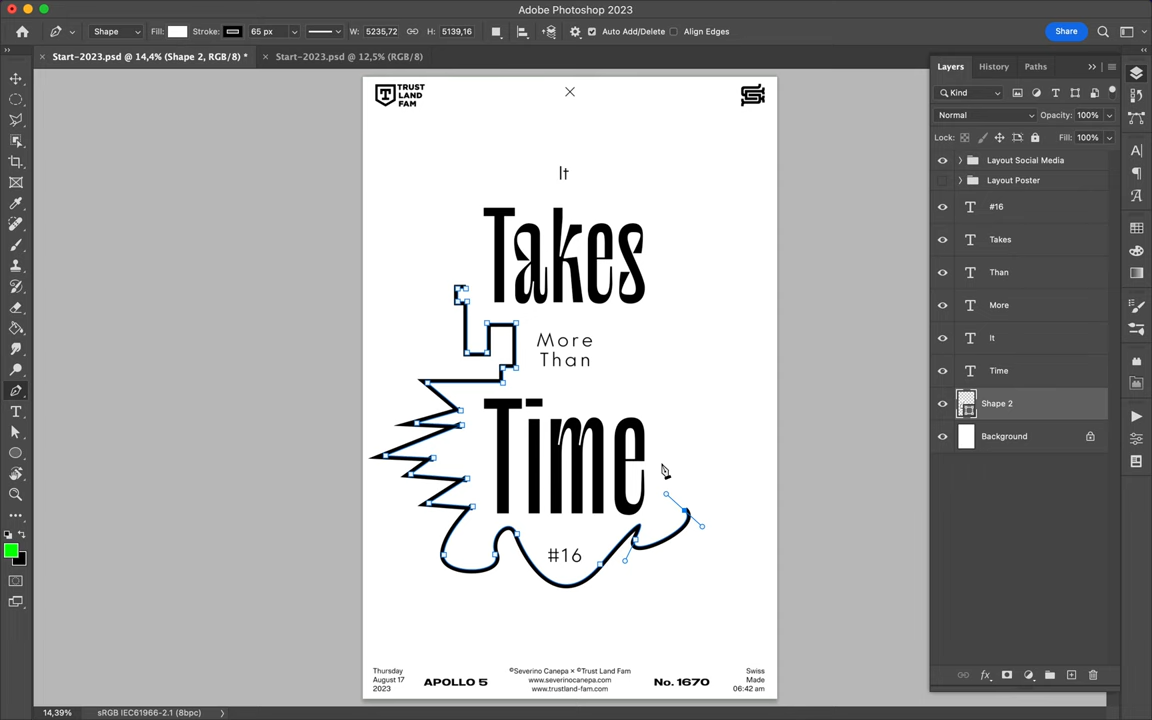 Adobe Photoshop 2023
Shape
Fill:
Stroke:
65 px
W: 5235,72
H: 5139,16
Auto Add/Delete
Align Edges
Share
Start-2023.psd @ 14,4% (Shape 2, RGB/8) *
Start-2023.psd @ 12,5% (RGB/8)
Layers
History
Paths
Kind
Normal
Opacity: 100%
Lock:
Fill: 100%
Layout Social Media
Layout Poster
#16
Takes
Than
More
It
Time
Shape 2
Background
TRUST
LAND
FAM
It
Takes
More
Than
Time
#16
Thursday
August 17
2023
APOLLO 5
©Severino Canepa × ©Trust Land Fam
www.severinocanepa.com
www.trustland-fam.com
No. 1670
Swiss
Made
06:42 am
14,39%
sRGB IEC61966-2.1 (8bpc)